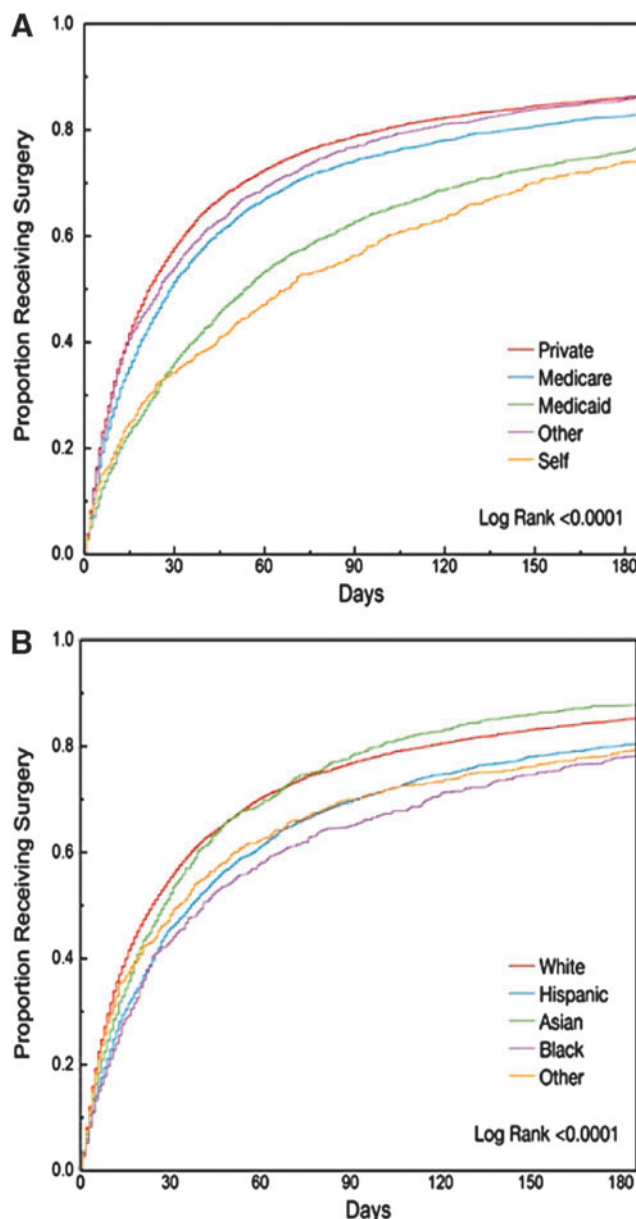 A
1.0
0.8
0.6
0.4
0.2
0.0
Proportion Receiving Surgery
Private
Medicare
Medicaid
Other
Self
Log Rank <0.0001
0 30 60 90 120 150 180
Days
B
1.0
0.8
0.6
0.4
0.2
0.0
Proportion Receiving Surgery
White
Hispanic
Asian
Black
Other
Log Rank <0.0001
0 30 60 90 120 150 180
Days